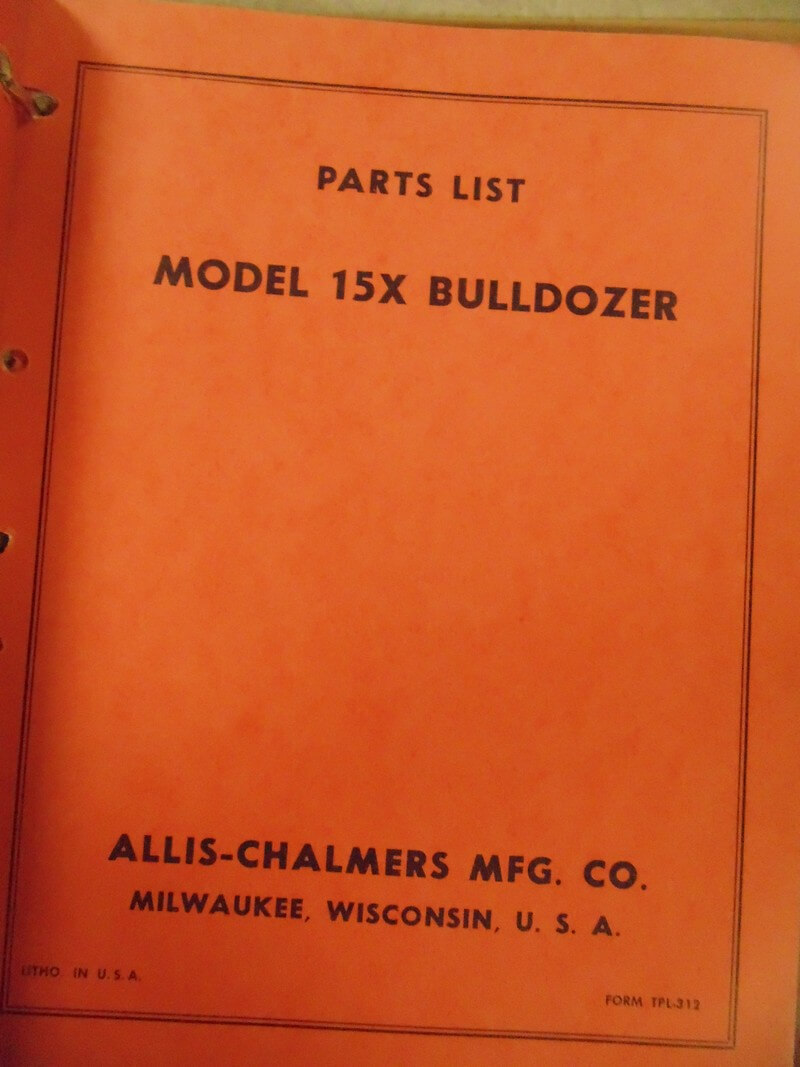 PARTS LIST
MODEL 15X BULLDOZER
ALLIS-CHALMERS MFG. CO.
MILWAUKEE, WISCONSIN, U. S. A.
LITHO IN U.S.A.
FORM TPL-312